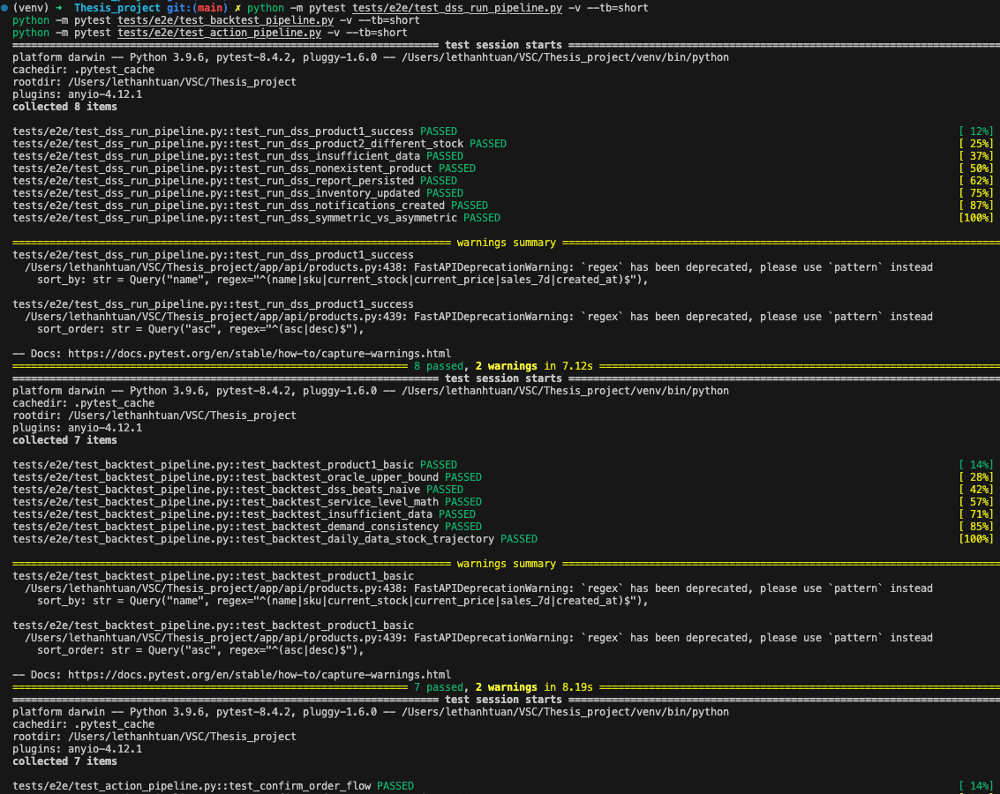 (venv) → Thesis_project git:(main) ✗ python -m pytest tests/e2e/test_dss_run_pipeline.py -v --tb=short
python -m pytest tests/e2e/test_backtest_pipeline.py -v --tb=short
python -m pytest tests/e2e/test_action_pipeline.py -v --tb=short
test session starts
platform darwin -- Python 3.9.6, pytest-8.4.2, pluggy-1.6.0 -- /Users/lethanhtuan/VSC/Thesis_project/venv/bin/python
cachedir: .pytest_cache
rootdir: /Users/lethanhtuan/VSC/Thesis_project
plugins: anyio-4.12.1
collected 8 items
tests/e2e/test_dss_run_pipeline.py::test_run_dss_product1_success PASSED [ 12%]
tests/e2e/test_dss_run_pipeline.py::test_run_dss_product2_different_stock PASSED [ 25%]
tests/e2e/test_dss_run_pipeline.py::test_run_dss_insufficient_data PASSED [ 37%]
tests/e2e/test_dss_run_pipeline.py::test_run_dss_nonexistent_product PASSED [ 50%]
tests/e2e/test_dss_run_pipeline.py::test_run_dss_report_persisted PASSED [ 62%]
tests/e2e/test_dss_run_pipeline.py::test_run_dss_inventory_updated PASSED [ 75%]
tests/e2e/test_dss_run_pipeline.py::test_run_dss_notifications_created PASSED [ 87%]
tests/e2e/test_dss_run_pipeline.py::test_run_dss_symmetric_vs_asymmetric PASSED [100%]
warnings summary
tests/e2e/test_dss_run_pipeline.py::test_run_dss_product1_success
/Users/lethanhtuan/VSC/Thesis_project/app/api/products.py:438: FastAPIDeprecationWarning: `regex` has been deprecated, please use `pattern` instead
sort_by: str = Query("name", regex="^(name|sku|current_stock|current_price|sales_7d|created_at)$"),
tests/e2e/test_dss_run_pipeline.py::test_run_dss_product1_success
/Users/lethanhtuan/VSC/Thesis_project/app/api/products.py:439: FastAPIDeprecationWarning: `regex` has been deprecated, please use `pattern` instead
sort_order: str = Query("asc", regex="^(asc|desc)$"),
-- Docs: https://docs.pytest.org/en/stable/how-to/capture-warnings.html
8 passed, 2 warnings in 7.12s
test session starts
platform darwin -- Python 3.9.6, pytest-8.4.2, pluggy-1.6.0 -- /Users/lethanhtuan/VSC/Thesis_project/venv/bin/python
cachedir: .pytest_cache
rootdir: /Users/lethanhtuan/VSC/Thesis_project
plugins: anyio-4.12.1
collected 7 items
tests/e2e/test_backtest_pipeline.py::test_backtest_product1_basic PASSED [ 14%]
tests/e2e/test_backtest_pipeline.py::test_backtest_oracle_upper_bound PASSED [ 28%]
tests/e2e/test_backtest_pipeline.py::test_backtest_dss_beats_naive PASSED [ 42%]
tests/e2e/test_backtest_pipeline.py::test_backtest_service_level_math PASSED [ 57%]
tests/e2e/test_backtest_pipeline.py::test_backtest_insufficient_data PASSED [ 71%]
tests/e2e/test_backtest_pipeline.py::test_backtest_demand_consistency PASSED [ 85%]
tests/e2e/test_backtest_pipeline.py::test_backtest_daily_data_stock_trajectory PASSED [100%]
warnings summary
tests/e2e/test_backtest_pipeline.py::test_backtest_product1_basic
/Users/lethanhtuan/VSC/Thesis_project/app/api/products.py:438: FastAPIDeprecationWarning: `regex` has been deprecated, please use `pattern` instead
sort_by: str = Query("name", regex="^(name|sku|current_stock|current_price|sales_7d|created_at)$"),
tests/e2e/test_backtest_pipeline.py::test_backtest_product1_basic
/Users/lethanhtuan/VSC/Thesis_project/app/api/products.py:439: FastAPIDeprecationWarning: `regex` has been deprecated, please use `pattern` instead
sort_order: str = Query("asc", regex="^(asc|desc)$"),
-- Docs: https://docs.pytest.org/en/stable/how-to/capture-warnings.html
7 passed, 2 warnings in 8.19s
test session starts
platform darwin -- Python 3.9.6, pytest-8.4.2, pluggy-1.6.0 -- /Users/lethanhtuan/VSC/Thesis_project/venv/bin/python
cachedir: .pytest_cache
rootdir: /Users/lethanhtuan/VSC/Thesis_project
plugins: anyio-4.12.1
collected 7 items
tests/e2e/test_action_pipeline.py::test_confirm_order_flow PASSED [ 14%]